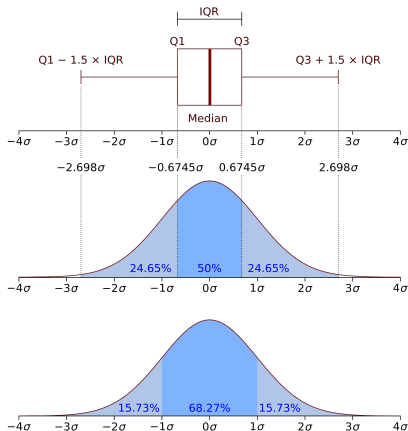 IQR
Q1 Q3
Q1 − 1.5 × IQR Q3 + 1.5 × IQR
Median
−4σ −3σ −2σ −1σ 0σ 1σ 2σ 3σ 4σ
−2.698σ −0.6745σ 0.6745σ 2.698σ
24.65% 50% 24.65%
−4σ −3σ −2σ −1σ 0σ 1σ 2σ 3σ 4σ
15.73% 68.27% 15.73%
−4σ −3σ −2σ −1σ 0σ 1σ 2σ 3σ 4σ